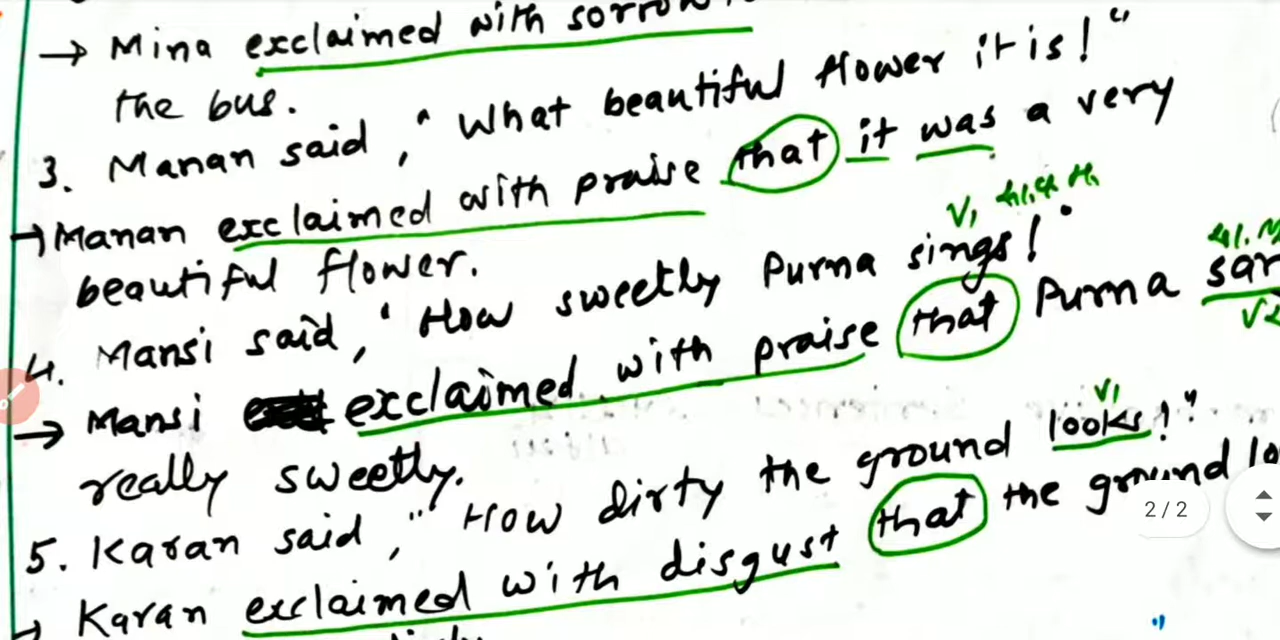 → Mina exclaimed with sorrow
the bus.
3. Manan said, "What beautiful flower it is!"
→ Manan exclaimed with praise that it was a very
beautiful flower.
V1
4. Mansi said, "How sweetly Purna sings!"
→ Mansi exclaimed with praise that Purna
really sweetly.
V1
5. Karan said, "How dirty the ground looks!"
→ Karan exclaimed with disgust that the ground
2 / 2